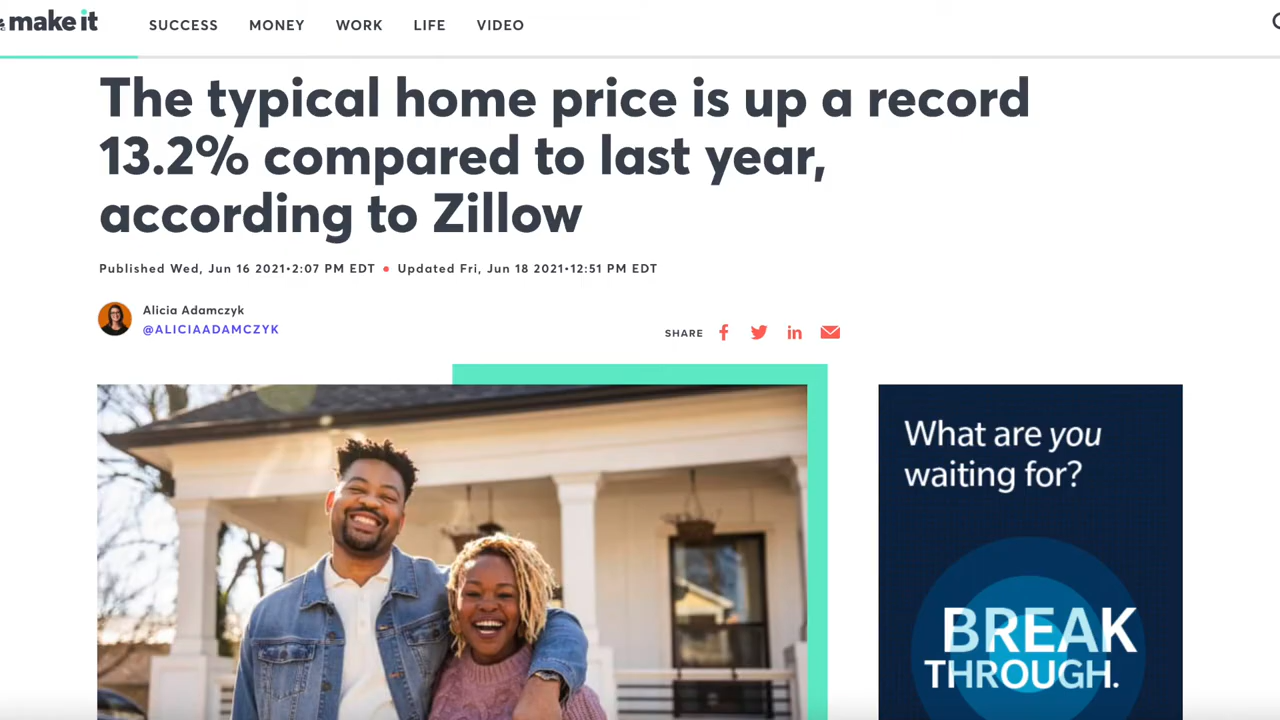 make it
SUCCESS MONEY WORK LIFE VIDEO
The typical home price is up a record
13.2% compared to last year,
according to Zillow
Published Wed, Jun 16 2021•2:07 PM EDT • Updated Fri, Jun 18 2021•12:51 PM EDT
Alicia Adamczyk
@ALICIAADAMCZYK
SHARE
What are you
waiting for?
BREAK
THROUGH.